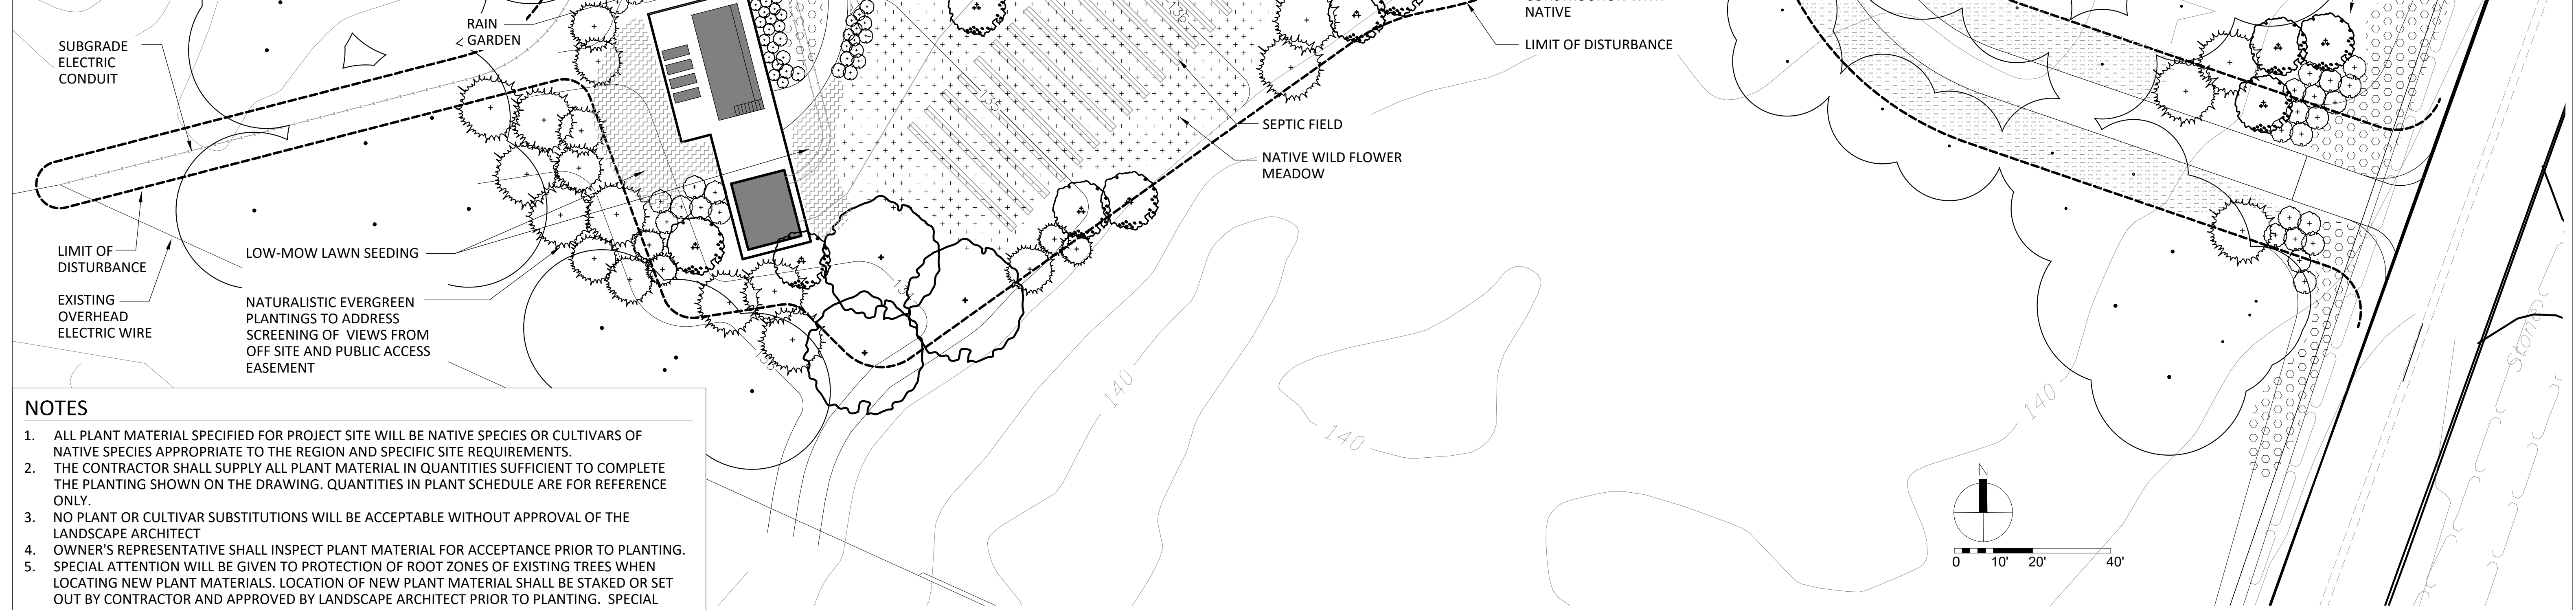 RAIN
GARDEN
SUBGRADE
ELECTRIC
CONDUIT
NATIVE
LIMIT OF DISTURBANCE
136
135
SEPTIC FIELD
NATIVE WILD FLOWER
MEADOW
LIMIT OF
DISTURBANCE
LOW-MOW LAWN SEEDING
EXISTING
OVERHEAD
ELECTRIC WIRE
NATURALISTIC EVERGREEN
PLANTINGS TO ADDRESS
SCREENING OF VIEWS FROM
OFF SITE AND PUBLIC ACCESS
EASEMENT
140
140
140
Stone
NOTES
1. ALL PLANT MATERIAL SPECIFIED FOR PROJECT SITE WILL BE NATIVE SPECIES OR CULTIVARS OF
NATIVE SPECIES APPROPRIATE TO THE REGION AND SPECIFIC SITE REQUIREMENTS.
2. THE CONTRACTOR SHALL SUPPLY ALL PLANT MATERIAL IN QUANTITIES SUFFICIENT TO COMPLETE
THE PLANTING SHOWN ON THE DRAWING. QUANTITIES IN PLANT SCHEDULE ARE FOR REFERENCE
ONLY.
3. NO PLANT OR CULTIVAR SUBSTITUTIONS WILL BE ACCEPTABLE WITHOUT APPROVAL OF THE
LANDSCAPE ARCHITECT
4. OWNER'S REPRESENTATIVE SHALL INSPECT PLANT MATERIAL FOR ACCEPTANCE PRIOR TO PLANTING.
5. SPECIAL ATTENTION WILL BE GIVEN TO PROTECTION OF ROOT ZONES OF EXISTING TREES WHEN
LOCATING NEW PLANT MATERIALS. LOCATION OF NEW PLANT MATERIAL SHALL BE STAKED OR SET
OUT BY CONTRACTOR AND APPROVED BY LANDSCAPE ARCHITECT PRIOR TO PLANTING. SPECIAL
N
0 10' 20' 40'